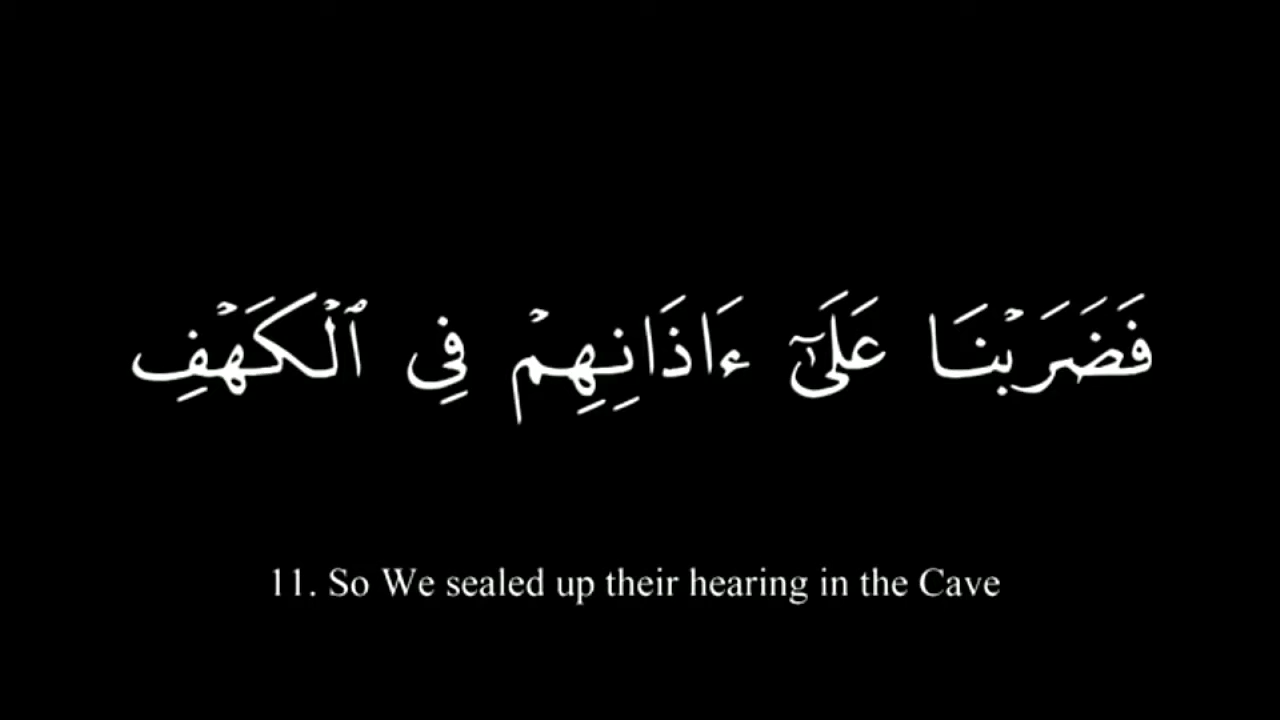 فَضَرَبْنَا عَلَىٰٓ ءَاذَانِهِمْ فِى ٱلْكَهْفِ
11. So We sealed up their hearing in the Cave